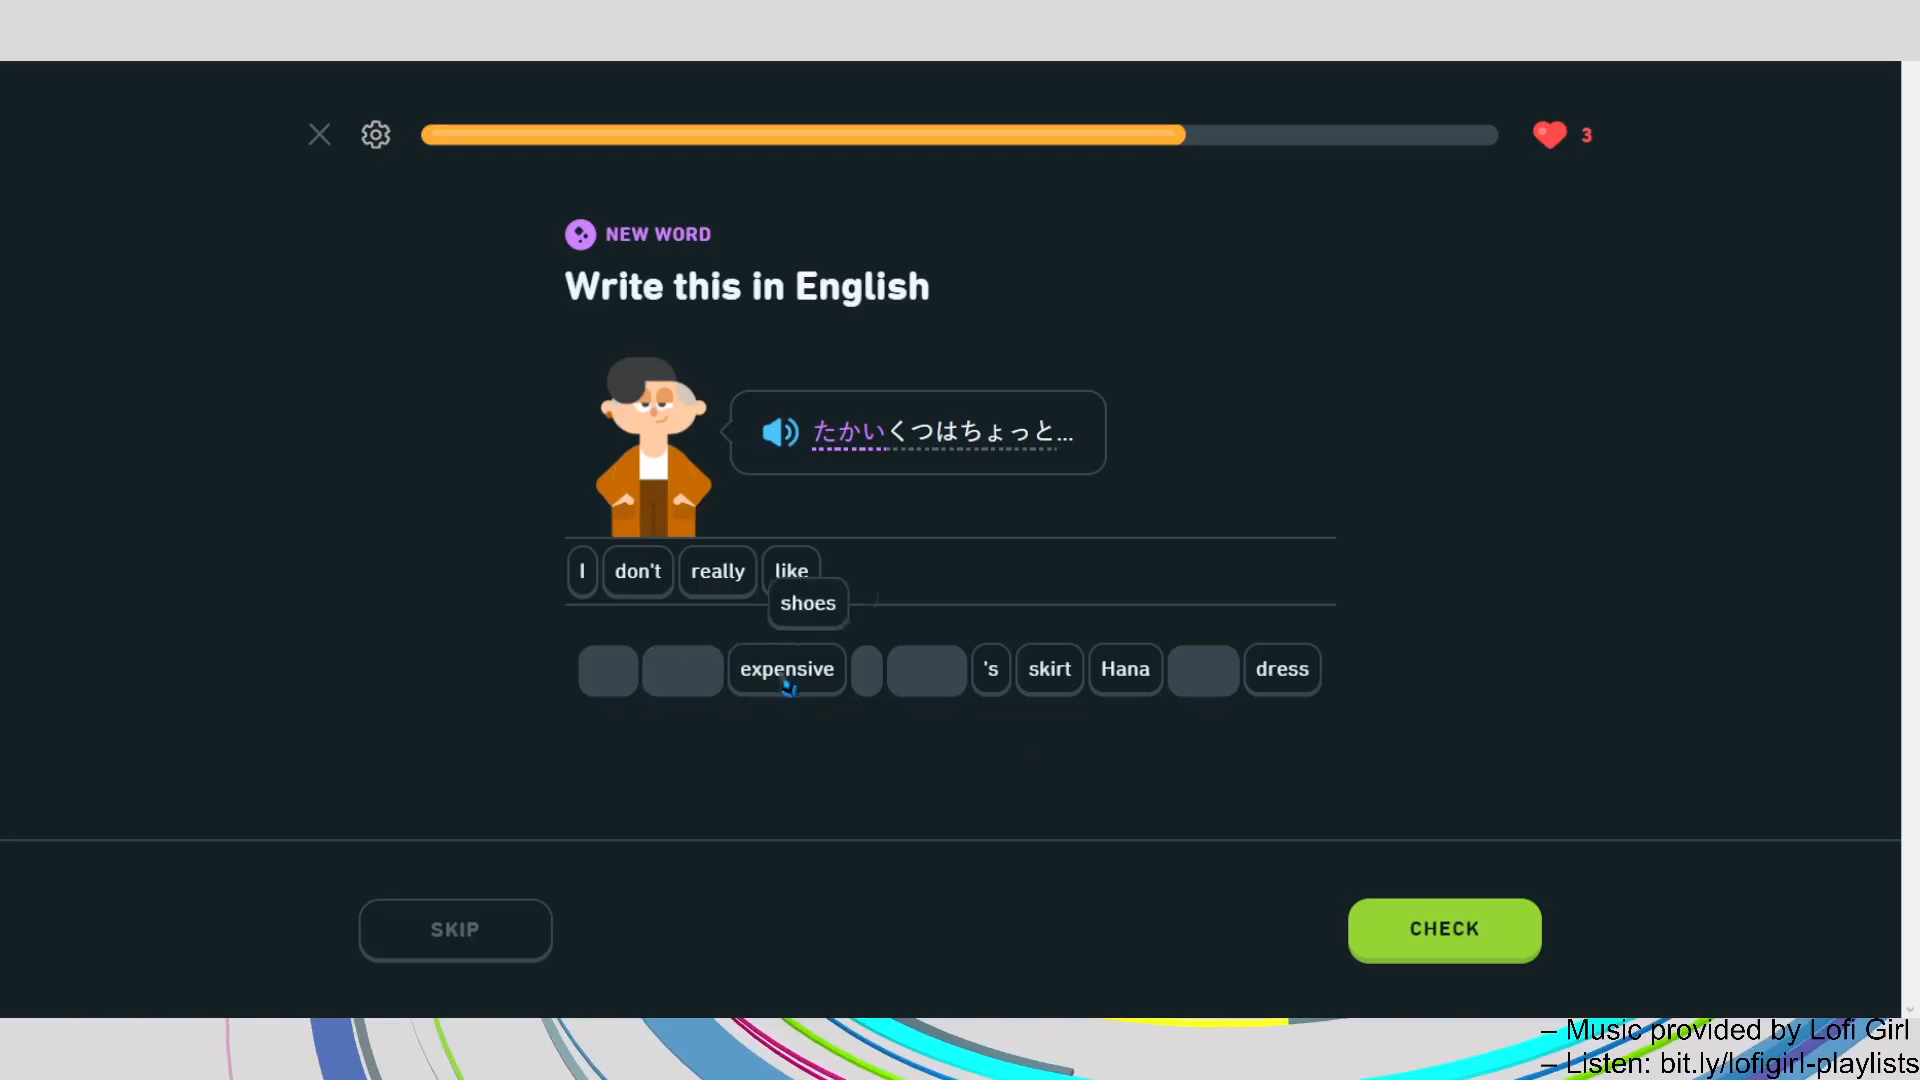 3
NEW WORD
Write this in English
たかいくつはちょっと...
I don't really like
shoes
expensive 's skirt Hana dress
SKIP CHECK
– Music provided by Lofi Girl
– Listen: bit.ly/lofigirl-playlists